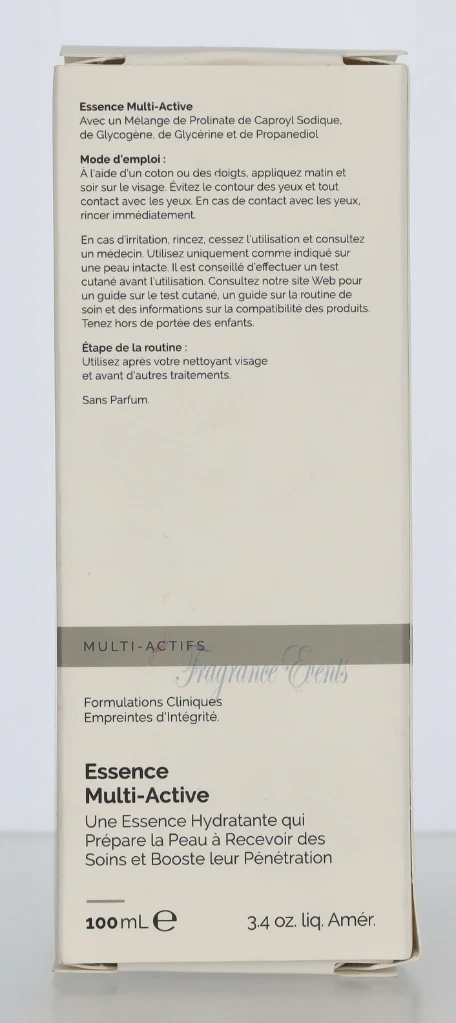 Essence Multi-Active
Avec un Mélange de Prolinate de Caproyl Sodique,
de Glycogène, de Glycérine et de Propanediol
Mode d'emploi :
À l'aide d'un coton ou des doigts, appliquez matin et
soir sur le visage. Évitez le contour des yeux et tout
contact avec les yeux. En cas de contact avec les yeux,
rincer immédiatement.
En cas d'irritation, rincez, cessez l'utilisation et consultez
un médecin. Utilisez uniquement comme indiqué sur
une peau intacte. Il est conseillé d'effectuer un test
cutané avant l'utilisation. Consultez notre site Web pour
un guide sur le test cutané, un guide sur la routine de
soin et des informations sur la compatibilité des produits.
Tenez hors de portée des enfants.
Étape de la routine :
Utilisez après votre nettoyant visage
et avant d'autres traitements.
Sans Parfum.
MULTI-ACTIFS
Fragrance Events
Formulations Cliniques
Empreintes d'Intégrité.
Essence
Multi-Active
Une Essence Hydratante qui
Prépare la Peau à Recevoir des
Soins et Booste leur Pénétration
100 mL ℮ 3.4 oz. liq. Amér.